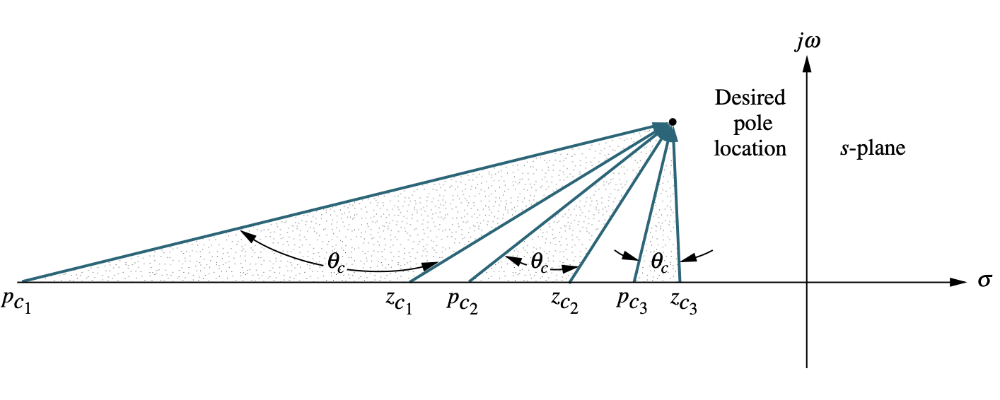 jω
Desired
pole
location
s-plane
θc
θc
θc
σ
pc1
zc1
pc2
zc2
pc3
zc3